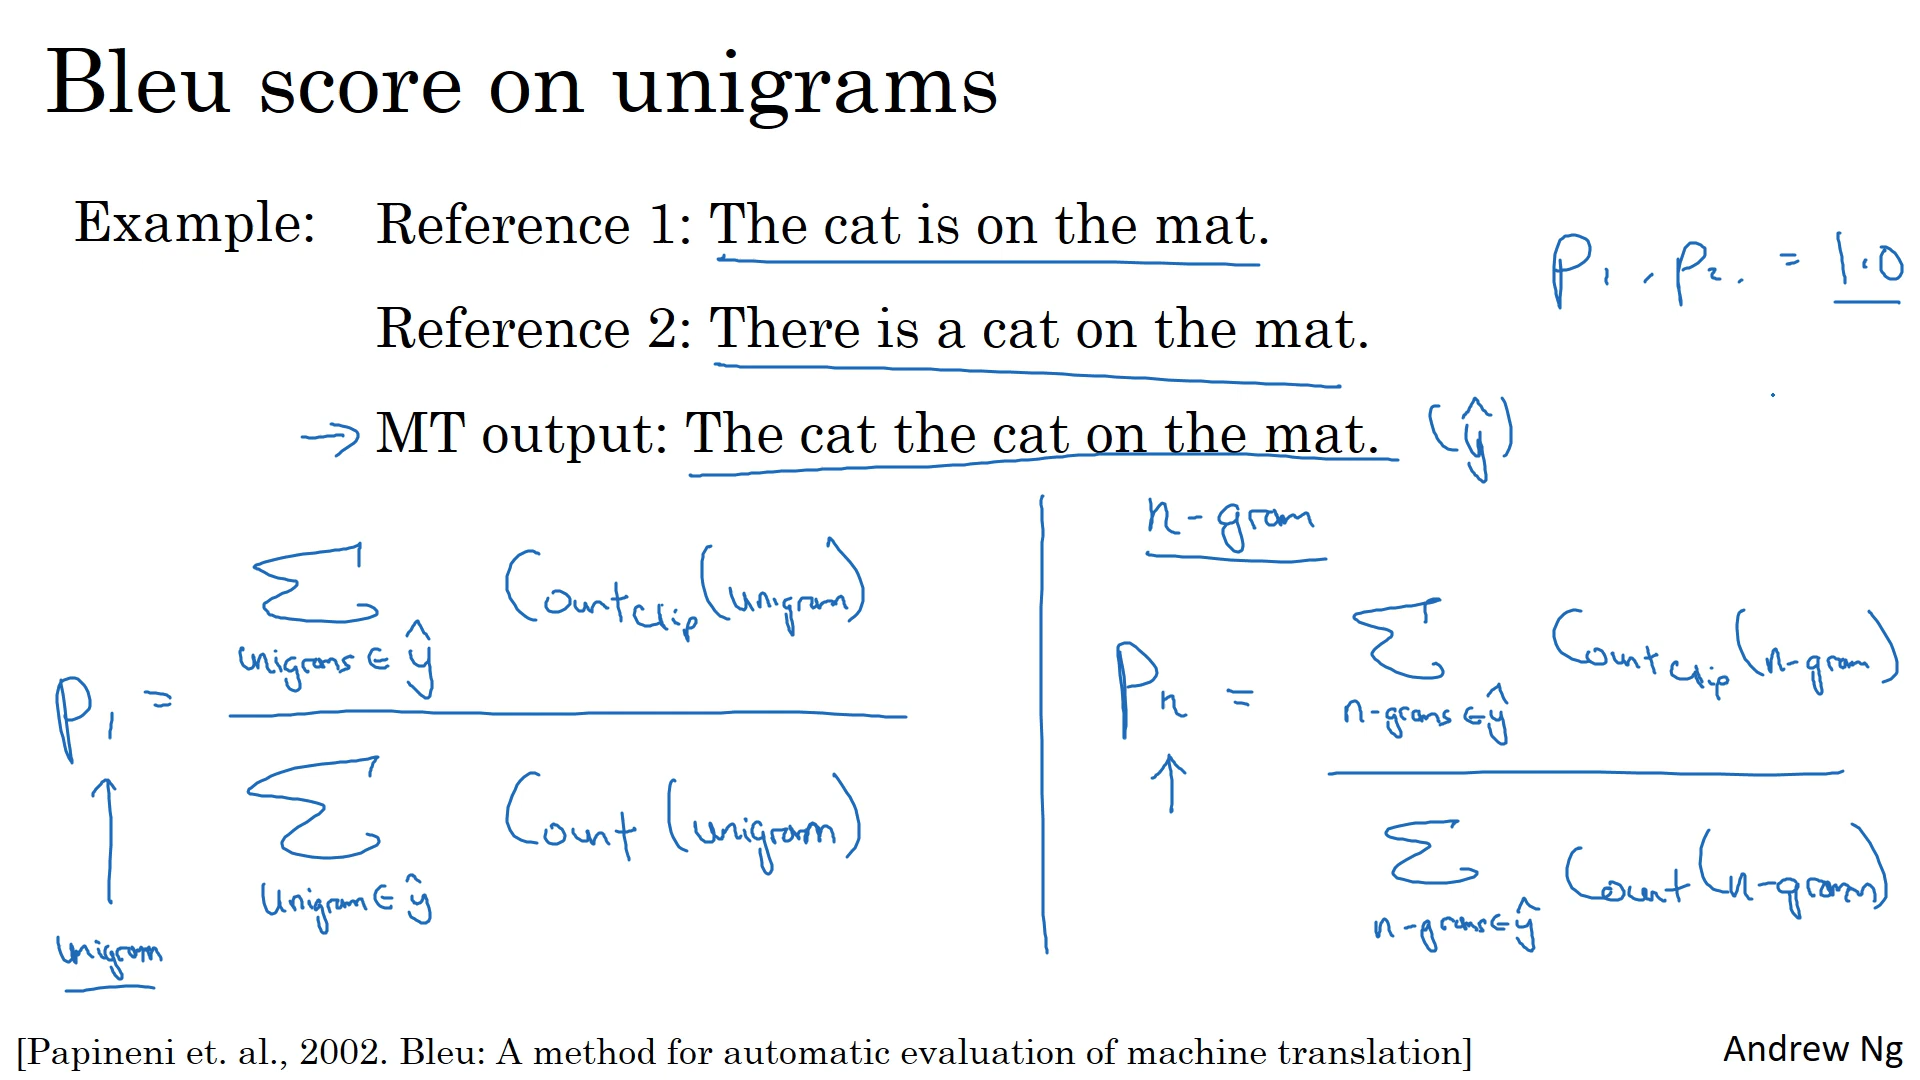 Bleu score on unigrams
Example: Reference 1: The cat is on the mat.
Reference 2: There is a cat on the mat.
→ MT output: The cat the cat on the mat. (ŷ)
P₁, P₂. = 1.0
P₁ =
∑ Count_clip (unigram)
unigrams ∈ ŷ
∑ Count (unigram)
unigram ∈ ŷ
↑
unigram
n-gram
Pₙ =
∑ Count_clip (n-gram)
n-grams ∈ ŷ
∑ Count (n-gram)
n-grams ∈ ŷ
↑
[Papineni et. al., 2002. Bleu: A method for automatic evaluation of machine translation]
Andrew Ng